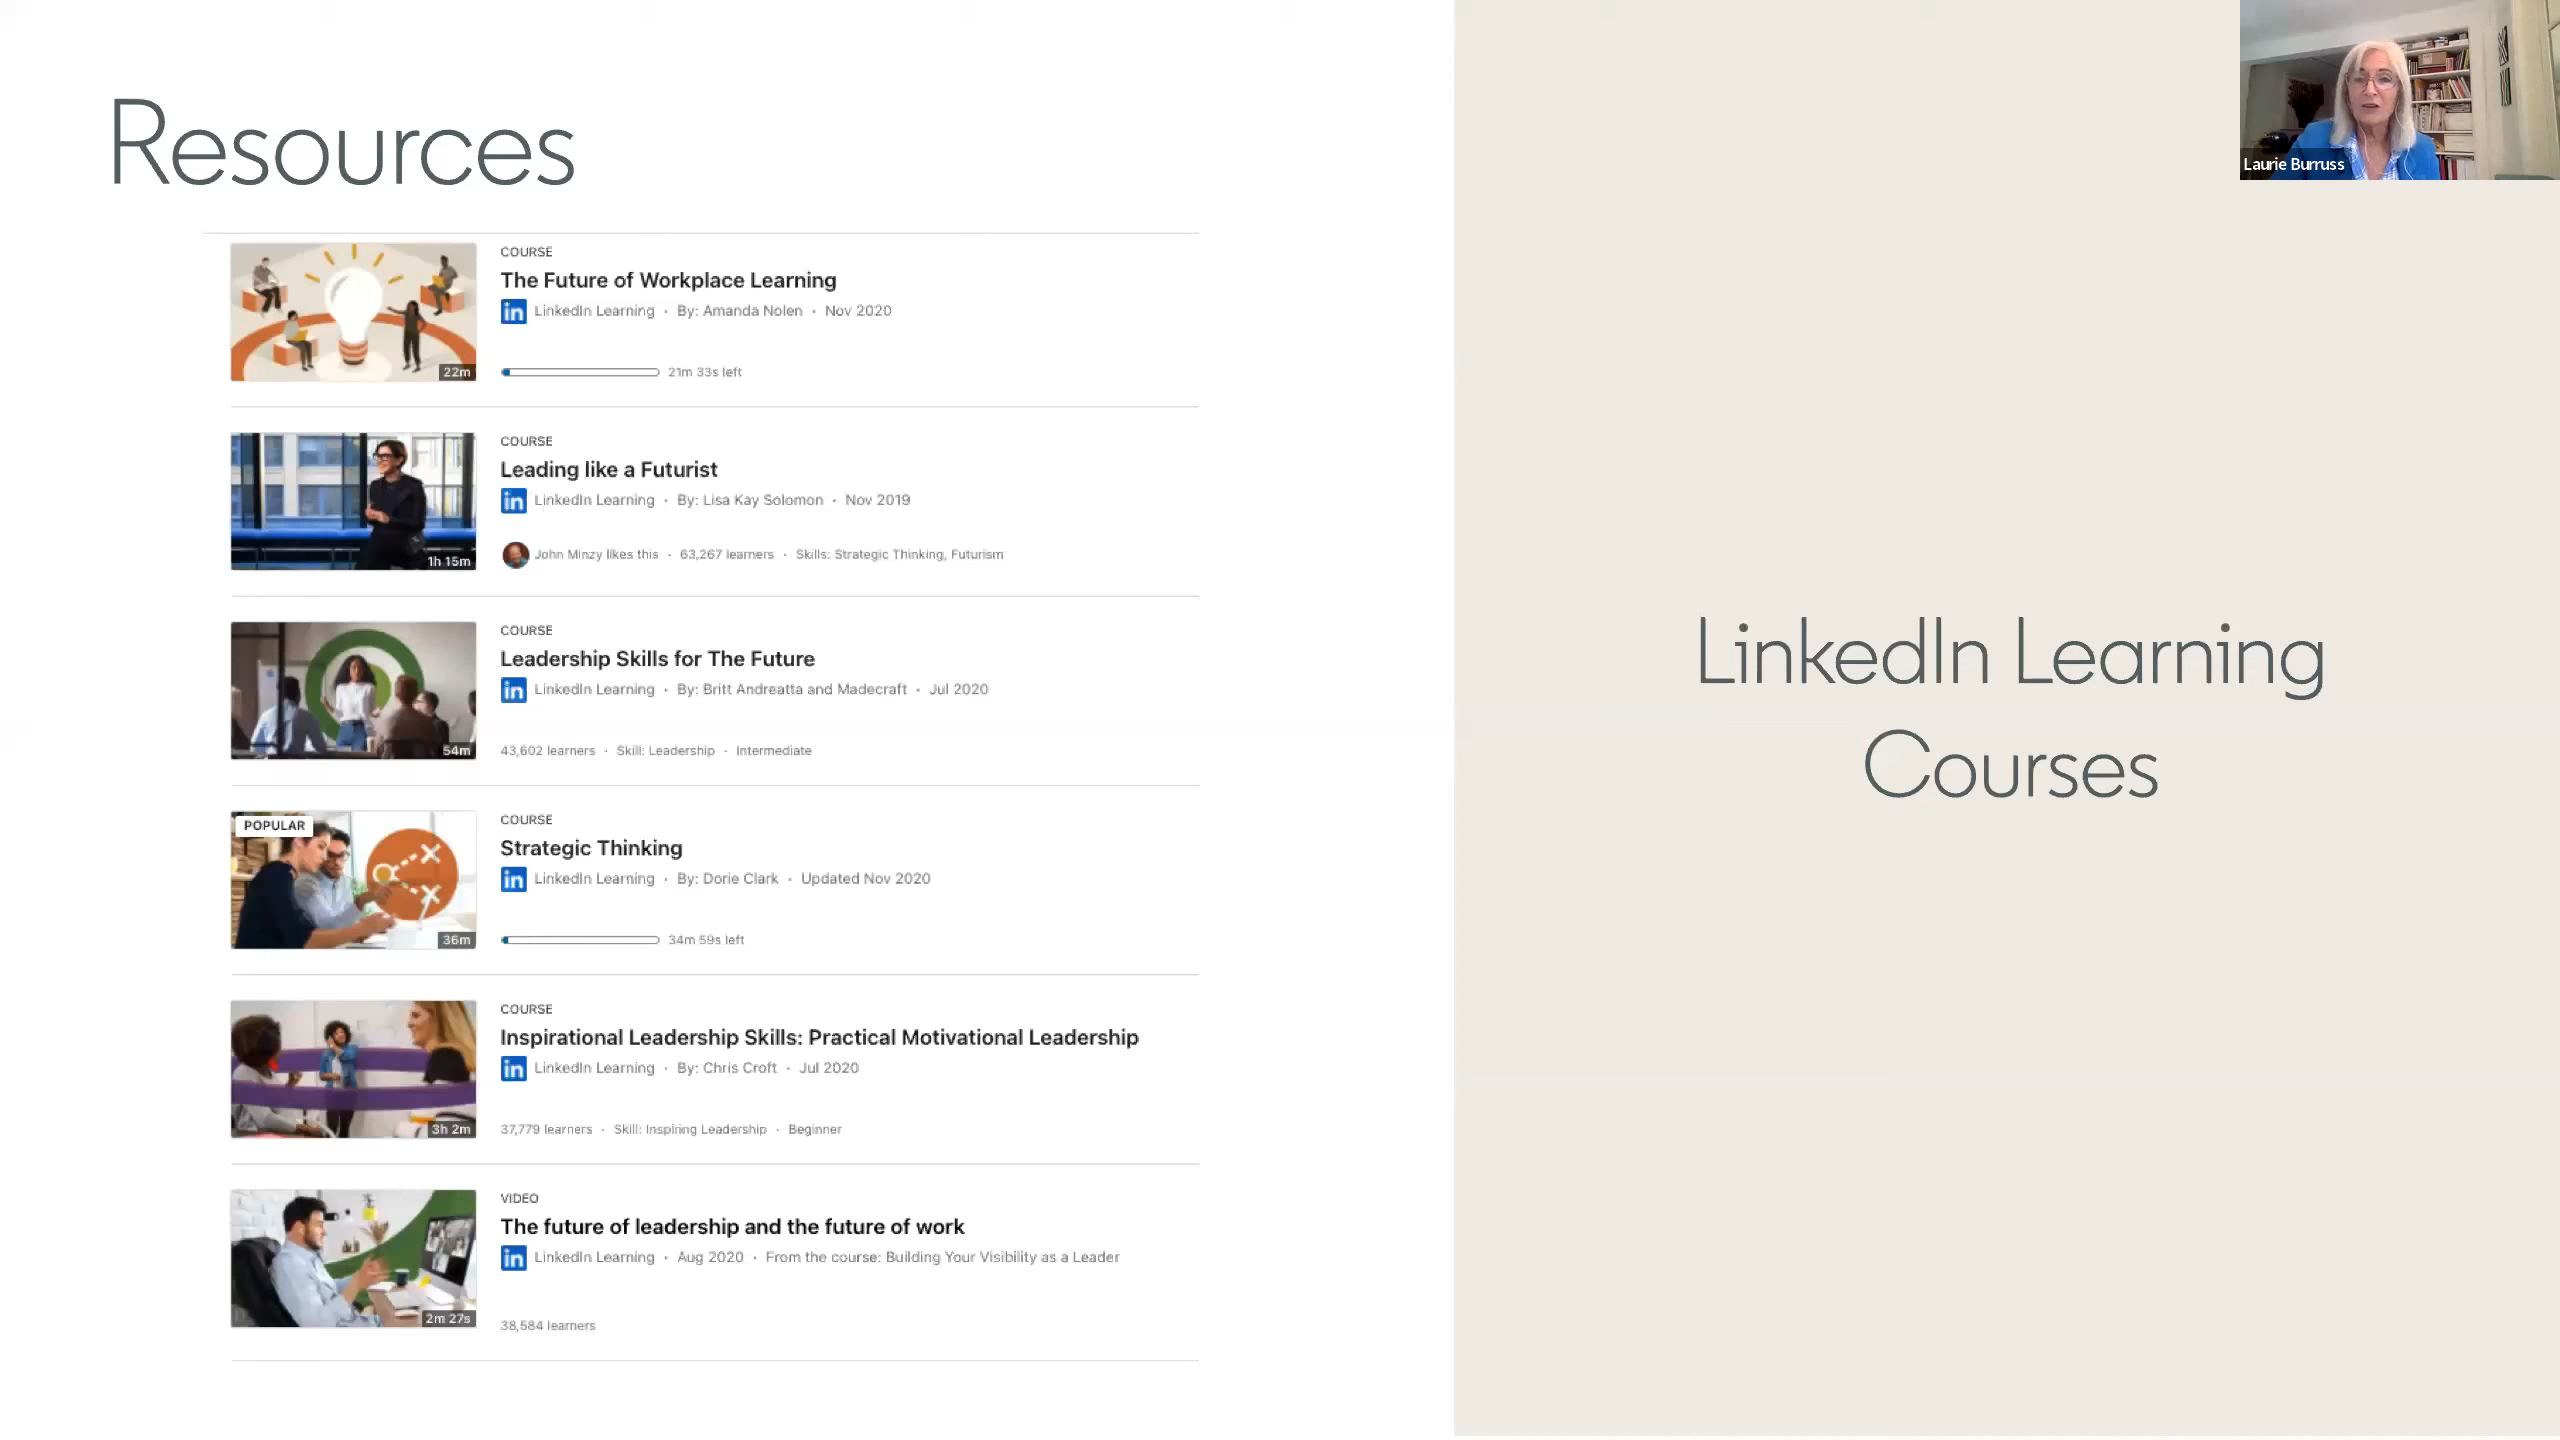 Resources
COURSE
The Future of Workplace Learning
in LinkedIn Learning · By: Amanda Nolen · Nov 2020
22m
21m 33s left
COURSE
Leading like a Futurist
in LinkedIn Learning · By: Lisa Kay Solomon · Nov 2019
John Minzy likes this · 63,267 learners · Skills: Strategic Thinking, Futurism
1h 15m
COURSE
Leadership Skills for The Future
in LinkedIn Learning · By: Britt Andreatta and Madecraft · Jul 2020
43,602 learners · Skill: Leadership · Intermediate
54m
POPULAR
COURSE
Strategic Thinking
in LinkedIn Learning · By: Dorie Clark · Updated Nov 2020
36m
34m 59s left
COURSE
Inspirational Leadership Skills: Practical Motivational Leadership
in LinkedIn Learning · By: Chris Croft · Jul 2020
3h 2m
37,779 learners · Skill: Inspiring Leadership · Beginner
VIDEO
The future of leadership and the future of work
in LinkedIn Learning · Aug 2020 · From the course: Building Your Visibility as a Leader
2m 27s
38,584 learners
LinkedIn Learning
Courses
Laurie Burruss